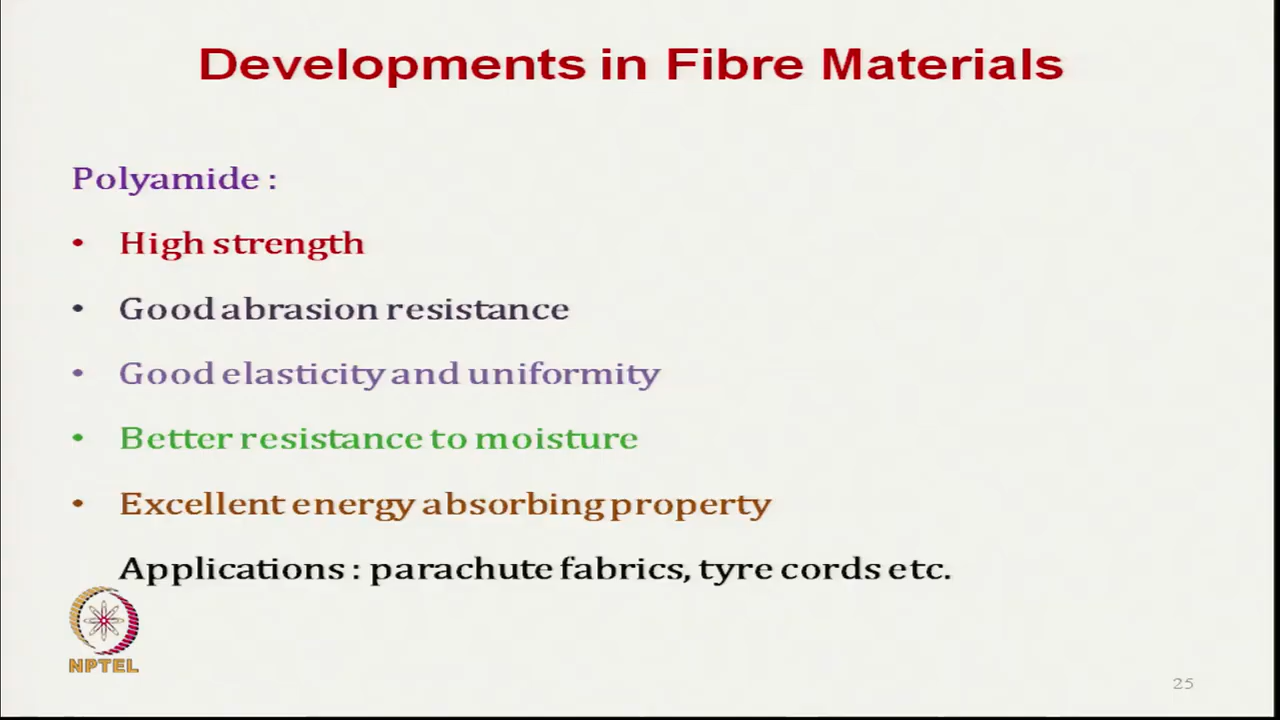 Developments in Fibre Materials
Polyamide :
• High strength
• Good abrasion resistance
• Good elasticity and uniformity
• Better resistance to moisture
• Excellent energy absorbing property
Applications : parachute fabrics, tyre cords etc.
NPTEL
25